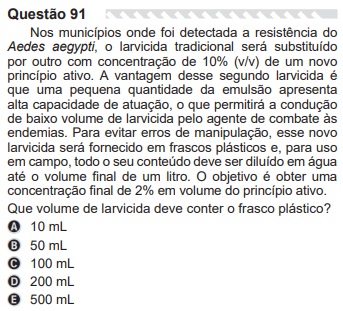 Questão 91
Nos municípios onde foi detectada a resistência do
Aedes aegypti, o larvicida tradicional será substituído
por outro com concentração de 10% (v/v) de um novo
princípio ativo. A vantagem desse segundo larvicida é
que uma pequena quantidade da emulsão apresenta
alta capacidade de atuação, o que permitirá a condução
de baixo volume de larvicida pelo agente de combate às
endemias. Para evitar erros de manipulação, esse novo
larvicida será fornecido em frascos plásticos e, para uso
em campo, todo o seu conteúdo deve ser diluído em água
até o volume final de um litro. O objetivo é obter uma
concentração final de 2% em volume do princípio ativo.
Que volume de larvicida deve conter o frasco plástico?
A 10 mL
B 50 mL
C 100 mL
D 200 mL
E 500 mL